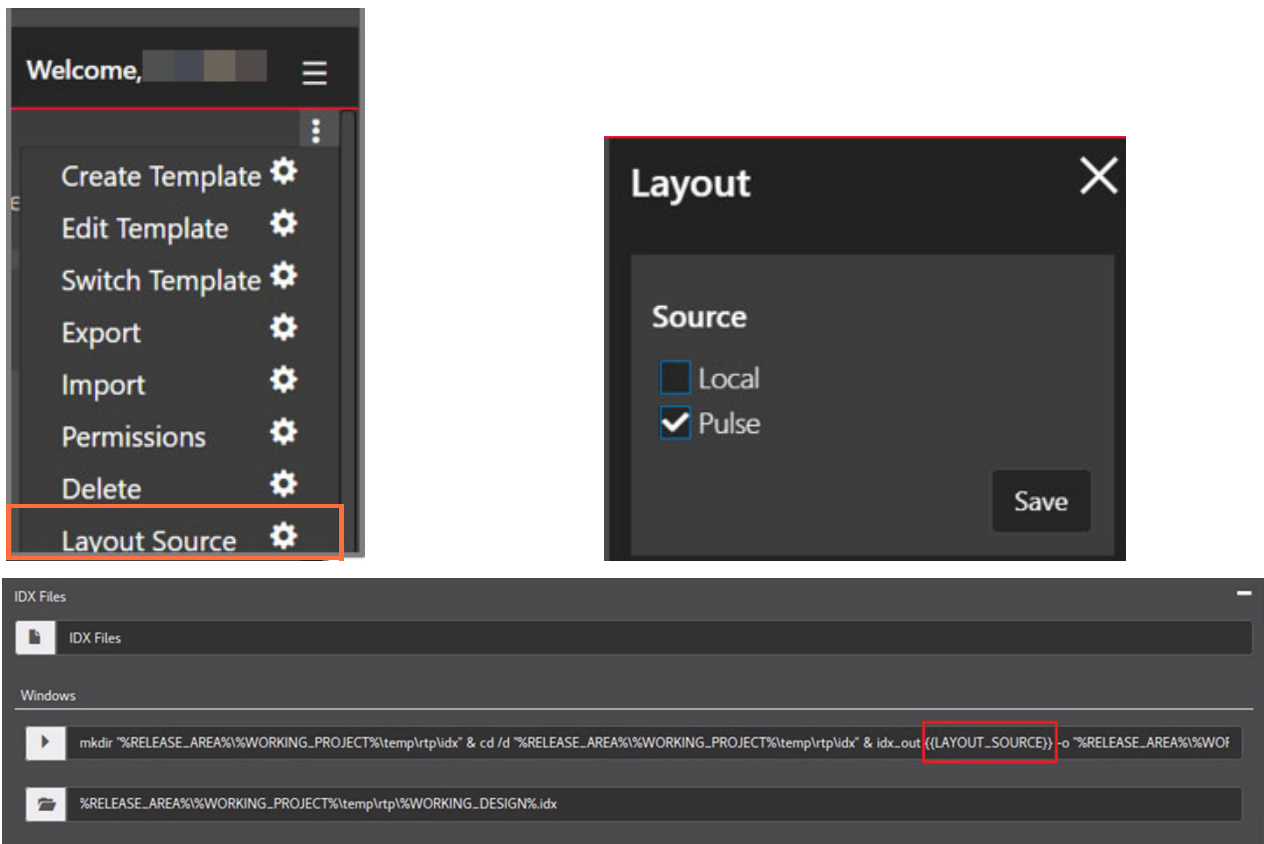 Welcome,
Create Template
Edit Template
Switch Template
Export
Import
Permissions
Delete
Layout Source
Layout
Source
Local
Pulse
Save
IDX Files
IDX Files
Windows
mkdir "%RELEASE_AREA%\%WORKING_PROJECT%\temp\rtp\idx" & cd /d "%RELEASE_AREA%\%WORKING_PROJECT%\temp\rtp\idx" & idx_out {{LAYOUT_SOURCE}} -o "%RELEASE_AREA%\%WOR
%RELEASE_AREA%\%WORKING_PROJECT%\temp\rtp\%WORKING_DESIGN%.idx